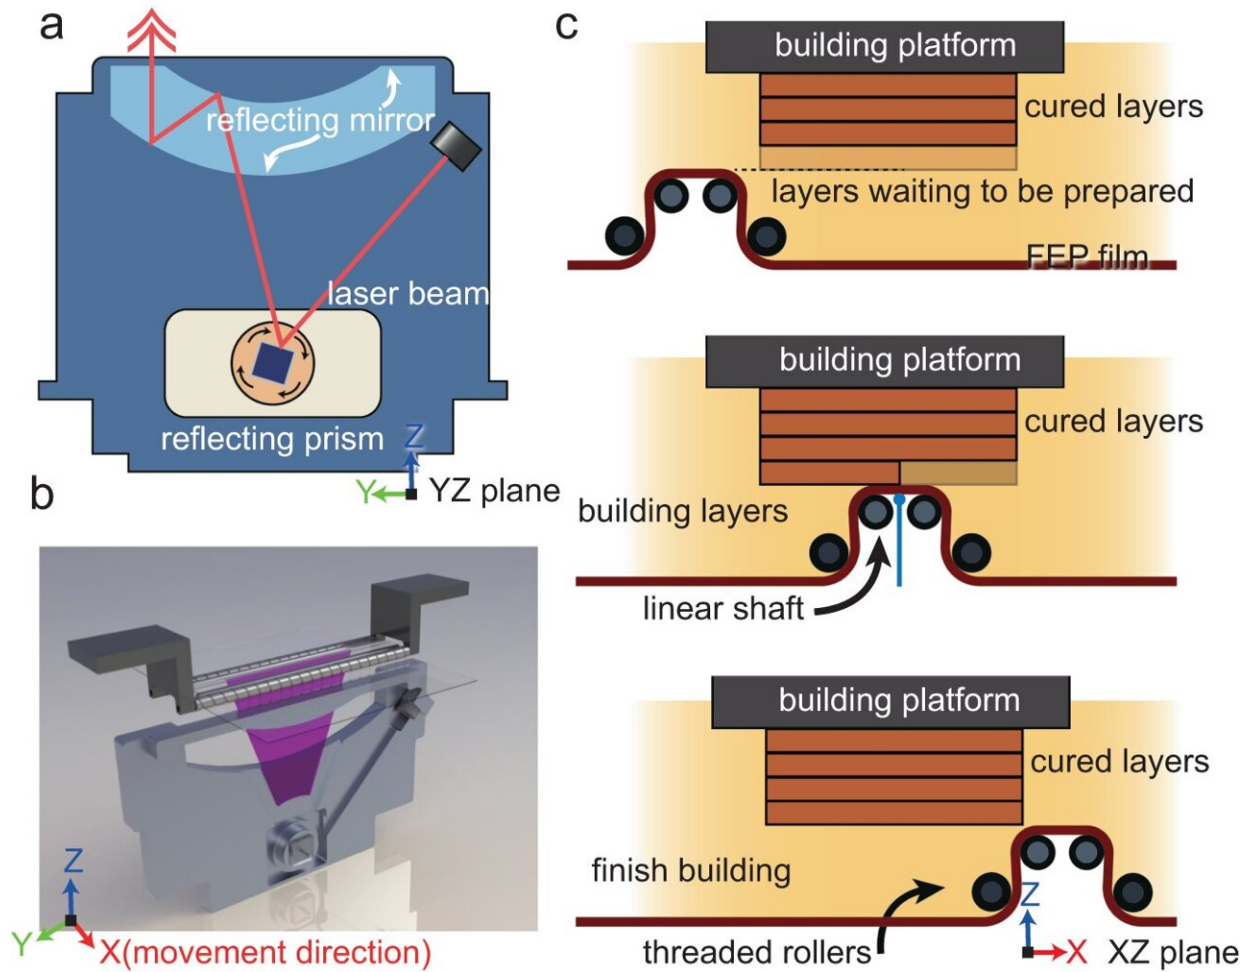 a
reflecting mirror
laser beam
reflecting prism
Z
Y
YZ plane
b
Z
Y
X(movement direction)
c
building platform
cured layers
layers waiting to be prepared
FEP film
building platform
cured layers
building layers
linear shaft
building platform
cured layers
finish building
threaded rollers
Z
X
XZ plane